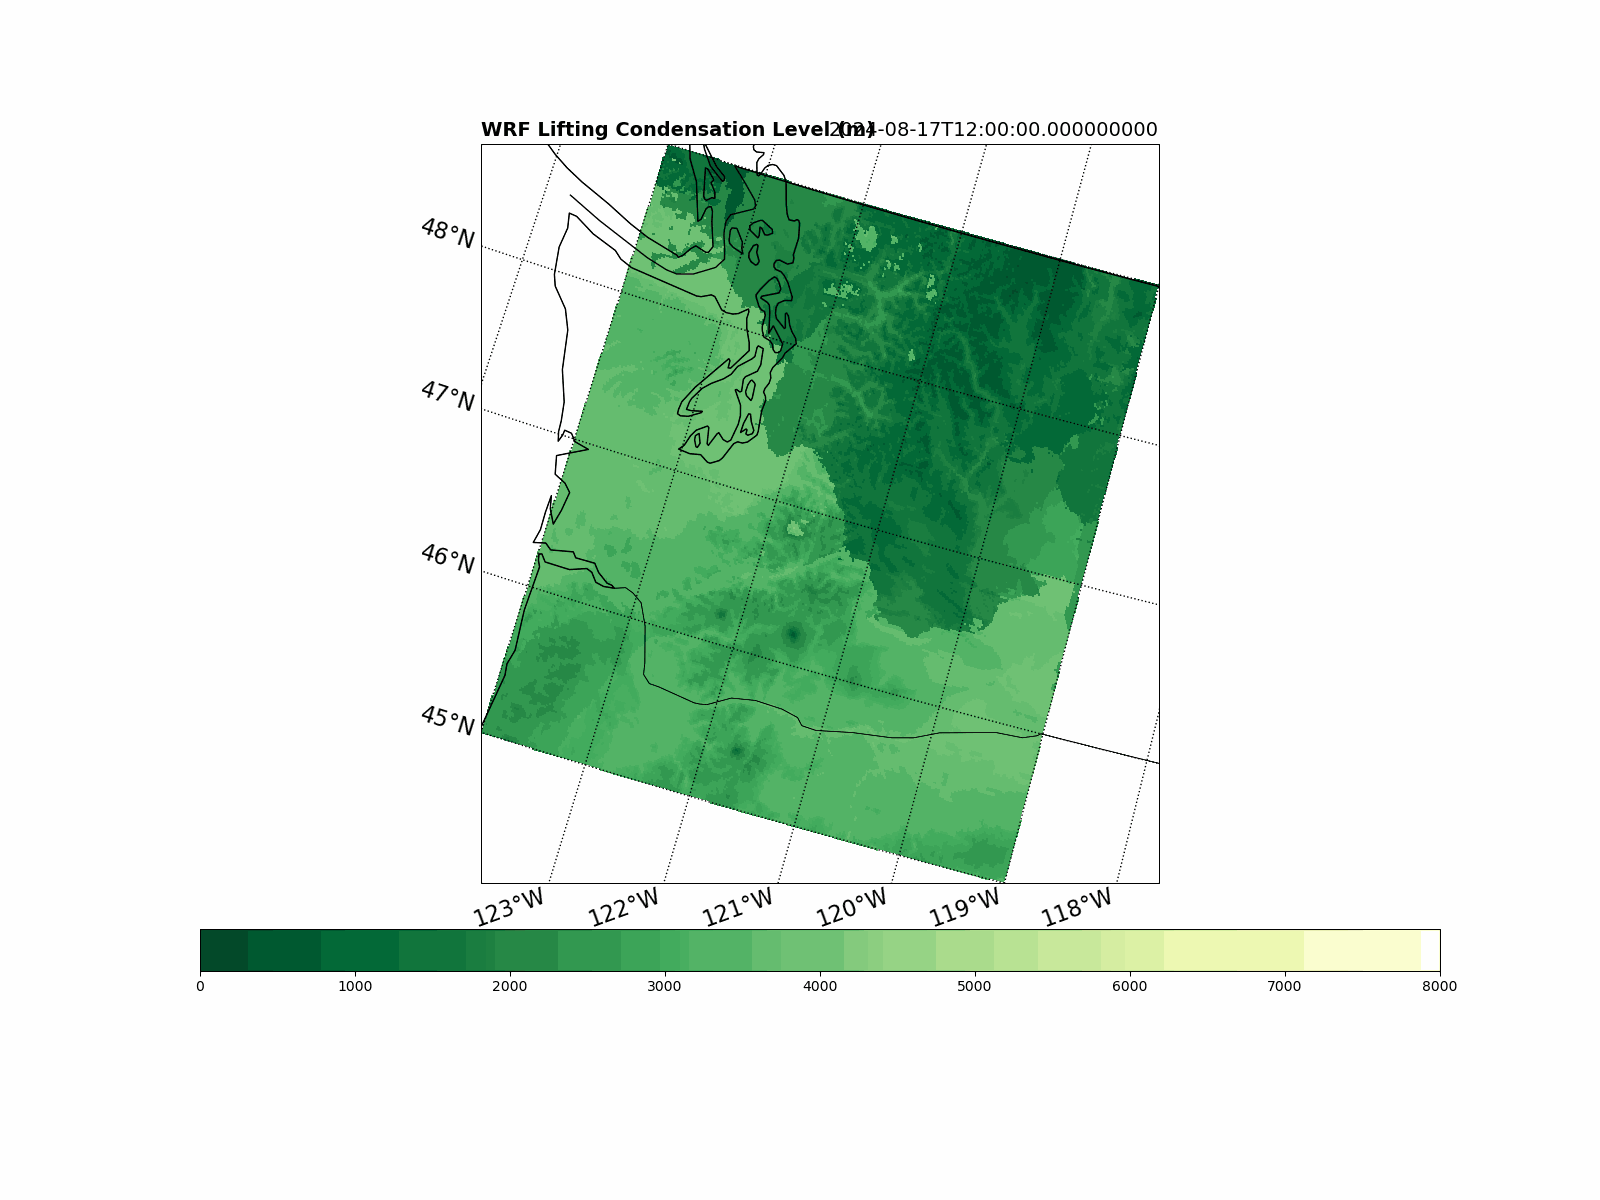 WRF Lifting Condensation Level (m) 2024-08-17T12:00:00.000000000
48°N
47°N
46°N
45°N
123°W 122°W 121°W 120°W 119°W 118°W
0 1000 2000 3000 4000 5000 6000 7000 8000